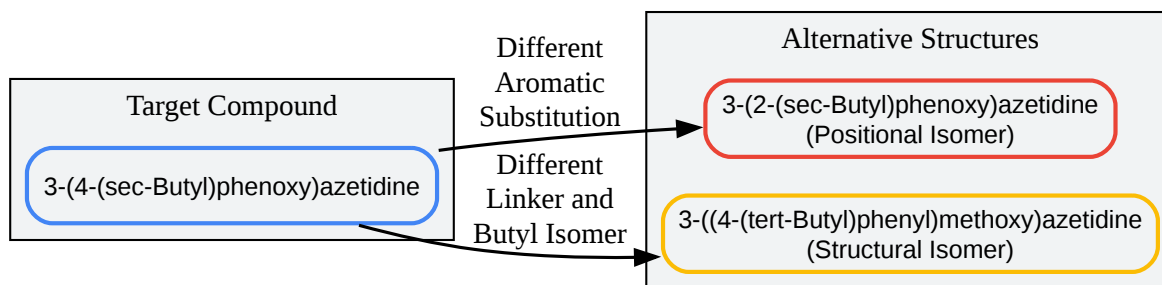 Target Compound
3-(4-(sec-Butyl)phenoxy)azetidine
Different
Aromatic
Substitution
Different
Linker and
Butyl Isomer
Alternative Structures
3-(2-(sec-Butyl)phenoxy)azetidine
(Positional Isomer)
3-((4-(tert-Butyl)phenyl)methoxy)azetidine
(Structural Isomer)